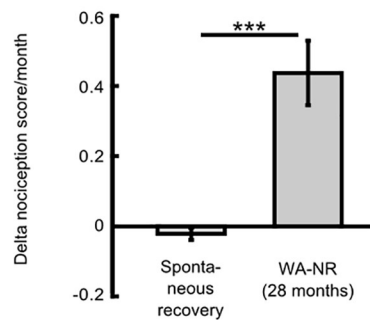 Delta nociception score/month
0.6
0.4
0.2
0
-0.2
***
Sponta-
neous
recovery
WA-NR
(28 months)